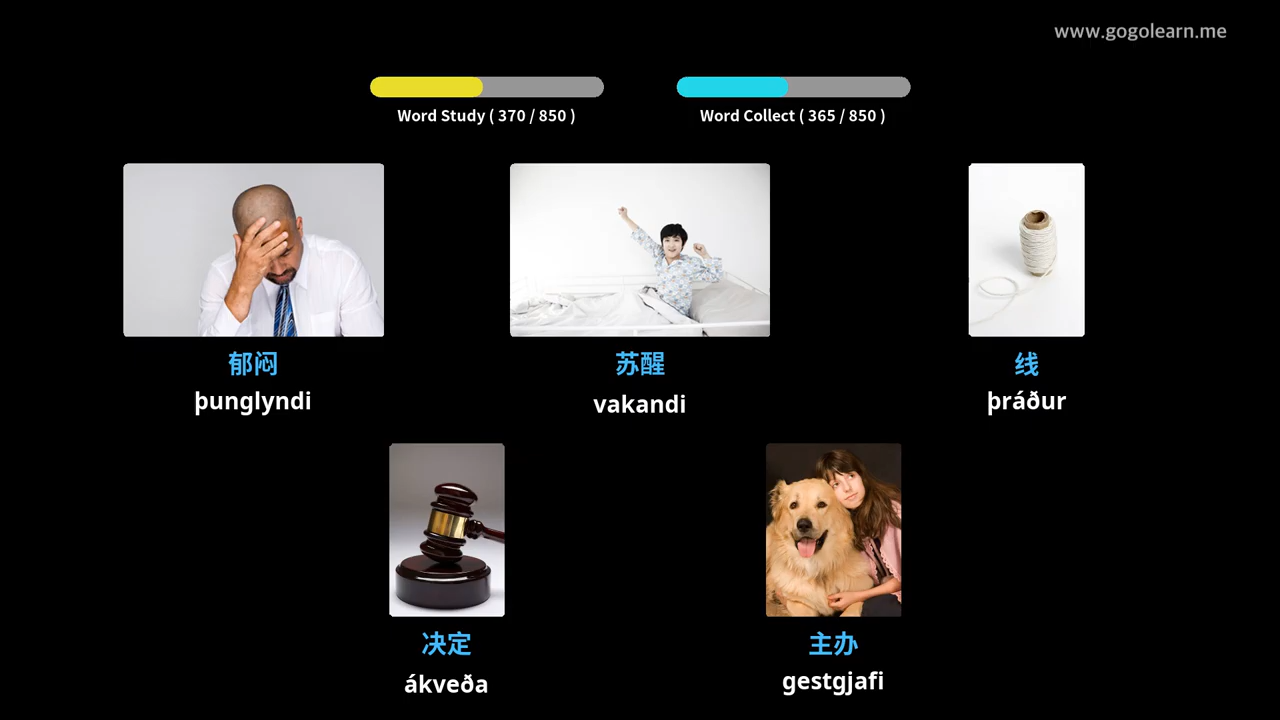 www.gogolearn.me
Word Study ( 370 / 850 )
Word Collect ( 365 / 850 )
郁闷
þunglyndi
苏醒
vakandi
线
þráður
决定
ákveða
主办
gestgjafi